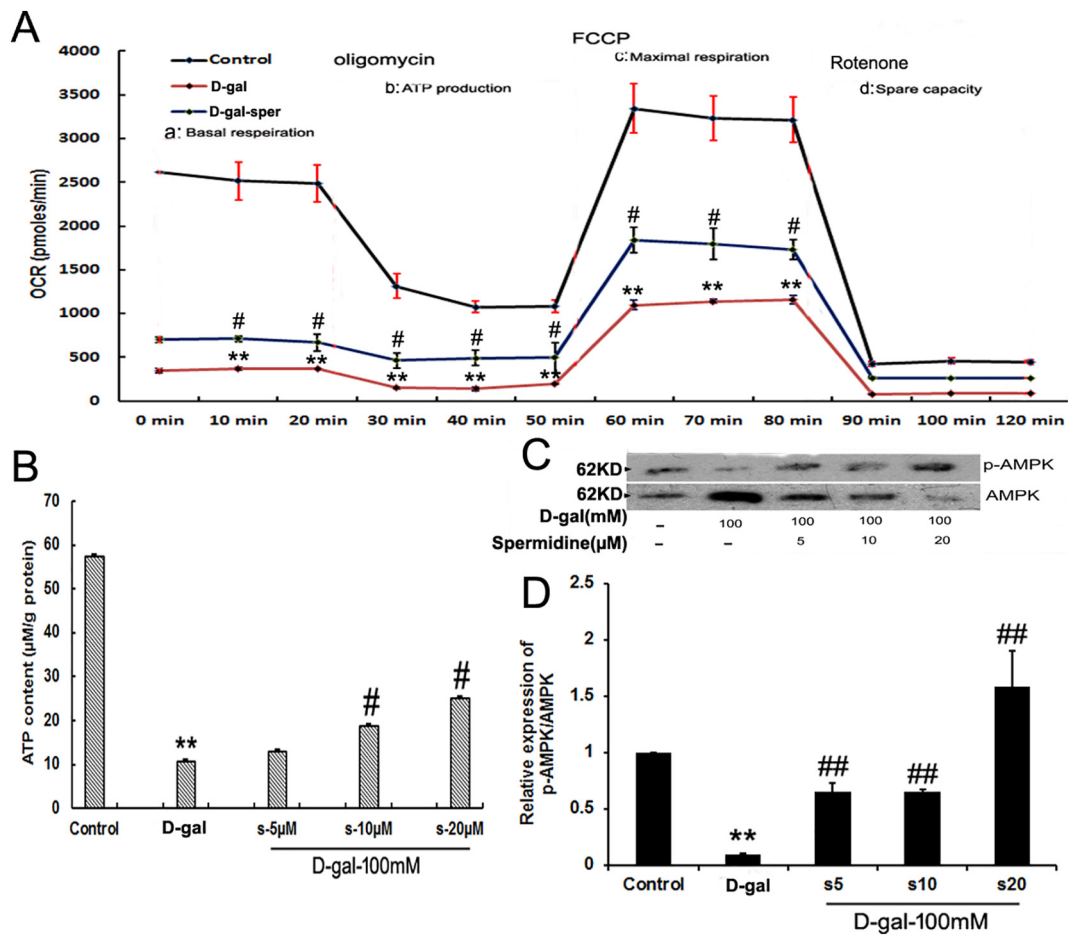 A
FCCP
oligomycin
c: Maximal respiration
Rotenone
b: ATP production
d: Spare capacity
Control
D-gal
D-gal-sper
a: Basal respeiration
OCR (pmoles/min)
4000
3500
3000
2500
2000
1500
1000
500
0
# # # # # # # #
** ** ** ** ** ** ** **
0 min 10 min 20 min 30 min 40 min 50 min 60 min 70 min 80 min 90 min 100 min 120 min
B
ATP content (µM/g protein)
70
60
50
40
30
20
10
0
** # #
Control D-gal s-5µM s-10µM s-20µM
D-gal-100mM
C
62KD p-AMPK
62KD AMPK
D-gal(mM) – 100 100 100 100
Spermidine(µM) – – 5 10 20
D
Relative expression of
p-AMPK/AMPK
2.5
2
1.5
1
0.5
0
** ## ## ##
Control D-gal s5 s10 s20
D-gal-100mM